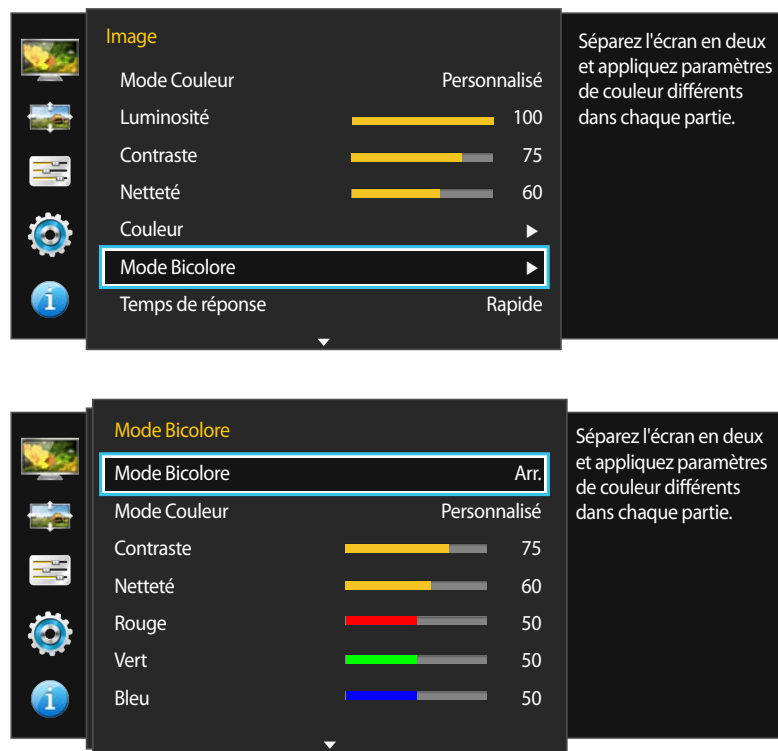 Image
Mode Couleur Personnalisé
Luminosité 100
Contraste 75
Netteté 60
Couleur
Mode Bicolore
Temps de réponse Rapide
Séparez l'écran en deux
et appliquez paramètres
de couleur différents
dans chaque partie.
Mode Bicolore
Mode Bicolore Arr.
Mode Couleur Personnalisé
Contraste 75
Netteté 60
Rouge 50
Vert 50
Bleu 50
Séparez l'écran en deux
et appliquez paramètres
de couleur différents
dans chaque partie.